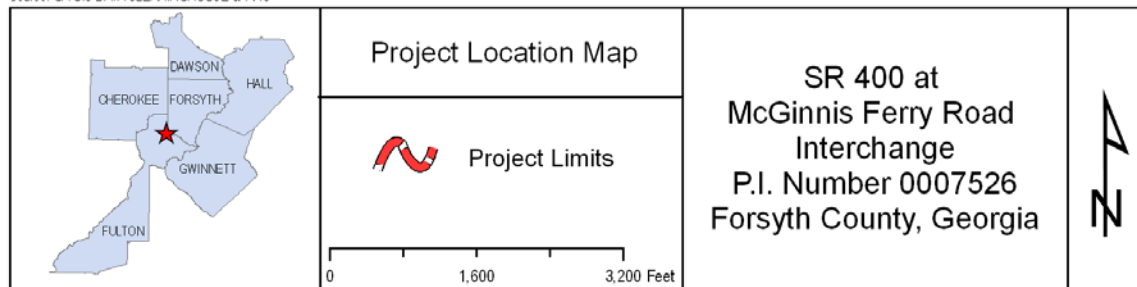 DAWSON
HALL
CHEROKEE
FORSYTH
GWINNETT
FULTON
Project Location Map
Project Limits
0 1,600 3,200 Feet
SR 400 at
McGinnis Ferry Road
Interchange
P.I. Number 0007526
Forsyth County, Georgia
N